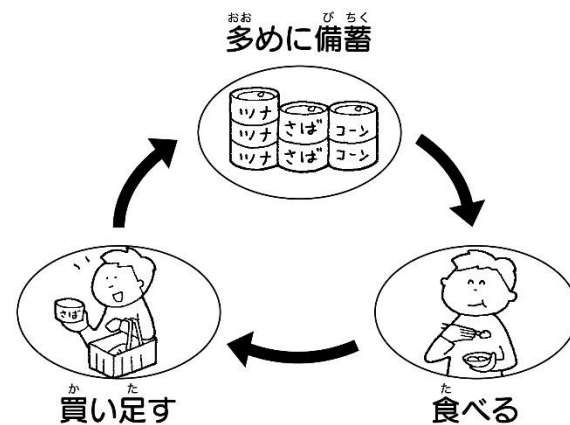 おお び ちく
多めに備蓄
ツナ
ツナ さば コーン
ツナ さば コーン
さば
か た
買い足す
た
食べる